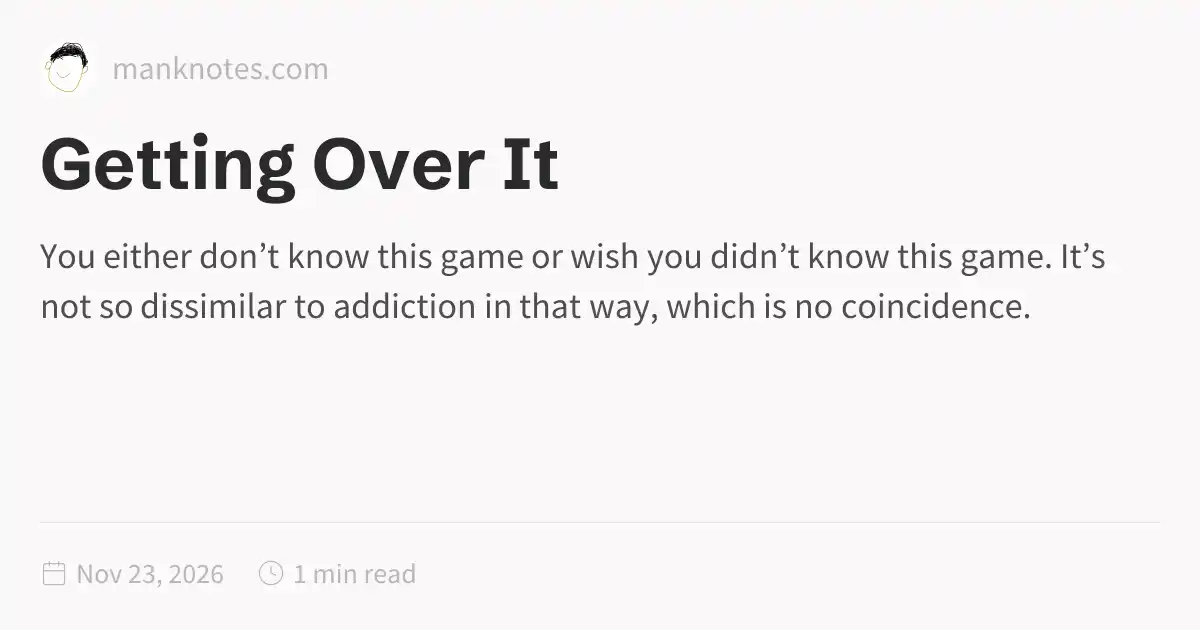 manknotes.com
Getting Over It
You either don’t know this game or wish you didn’t know this game. It’s
not so dissimilar to addiction in that way, which is no coincidence.
Nov 23, 2026 1 min read